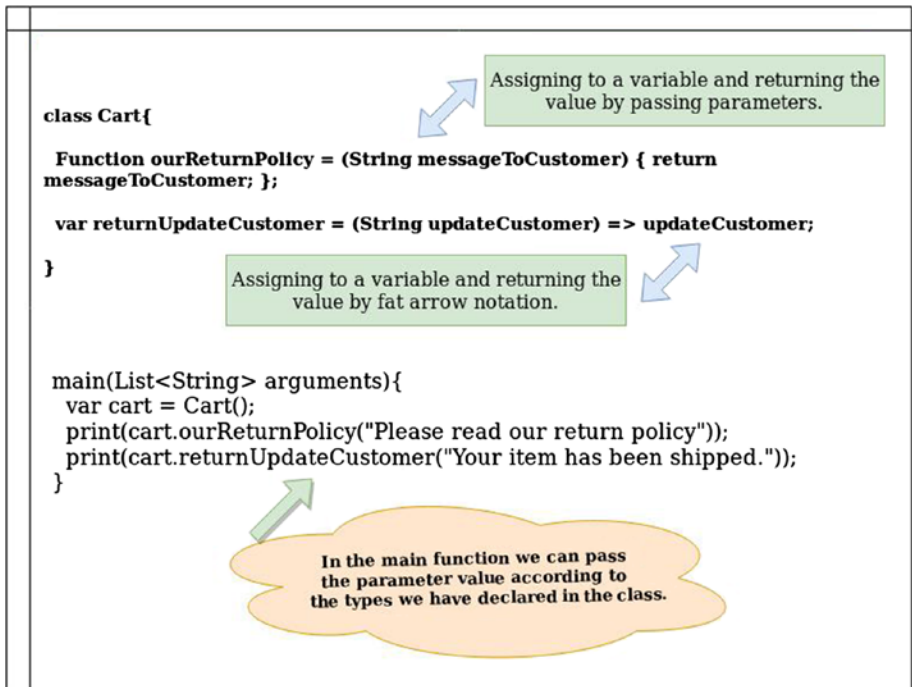 Assigning to a variable and returning the
value by passing parameters.
class Cart{
Function ourReturnPolicy = (String messageToCustomer) { return
messageToCustomer; };
var returnUpdateCustomer = (String updateCustomer) => updateCustomer;
}
Assigning to a variable and returning the
value by fat arrow notation.
main(List<String> arguments){
var cart = Cart();
print(cart.ourReturnPolicy("Please read our return policy"));
print(cart.returnUpdateCustomer("Your item has been shipped."));
}
In the main function we can pass
the parameter value according to
the types we have declared in the class.